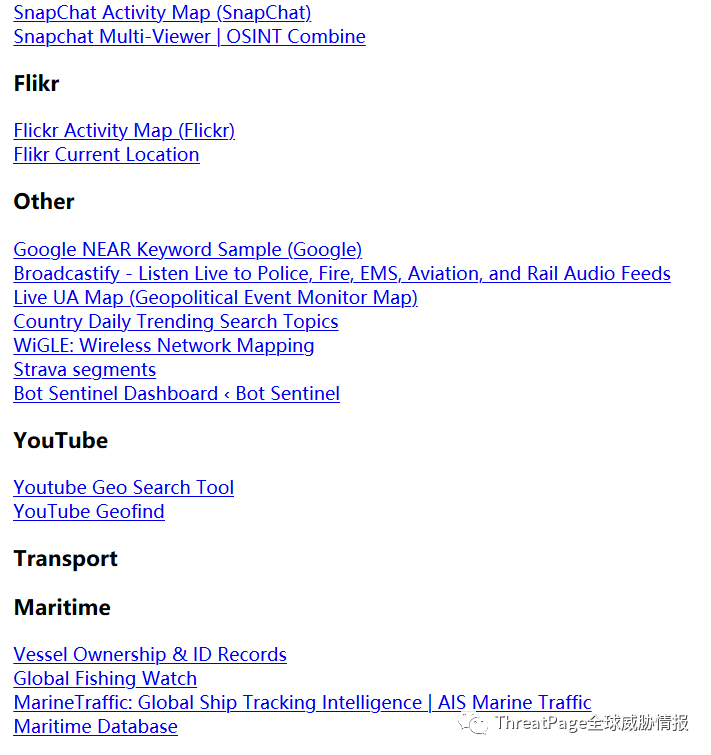 SnapChat Activity Map (SnapChat)
Snapchat Multi-Viewer | OSINT Combine
Flikr
Flickr Activity Map (Flickr)
Flikr Current Location
Other
Google NEAR Keyword Sample (Google)
Broadcastify - Listen Live to Police, Fire, EMS, Aviation, and Rail Audio Feeds
Live UA Map (Geopolitical Event Monitor Map)
Country Daily Trending Search Topics
WiGLE: Wireless Network Mapping
Strava segments
Bot Sentinel Dashboard ‹ Bot Sentinel
YouTube
Youtube Geo Search Tool
YouTube Geofind
Transport
Maritime
Vessel Ownership & ID Records
Global Fishing Watch
MarineTraffic: Global Ship Tracking Intelligence | AIS Marine Traffic
Maritime Database
ThreatPage全球威胁情报